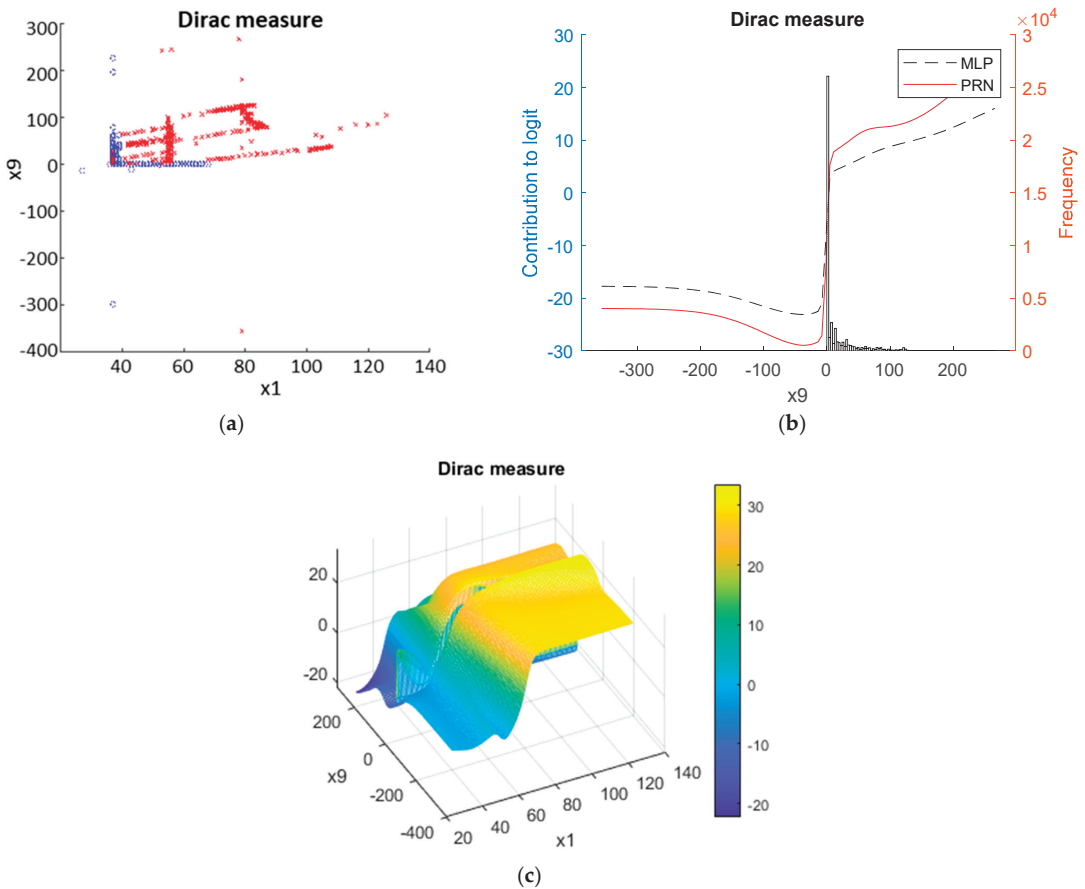 Dirac measure
300
200
100
0
-100
-200
-300
-400
x9
40 60 80 100 120 140
x1
(a)
Dirac measure
×10⁴
30
20
10
0
-10
-20
-30
Contribution to logit
MLP
PRN
3
2.5
2
1.5
1
0.5
0
Frequency
-300 -200 -100 0 100 200
x9
(b)
Dirac measure
20
0
-20
200
0
-200
-400
x9
20 40 60 80 100 120 140
x1
30
20
10
0
-10
-20
(c)